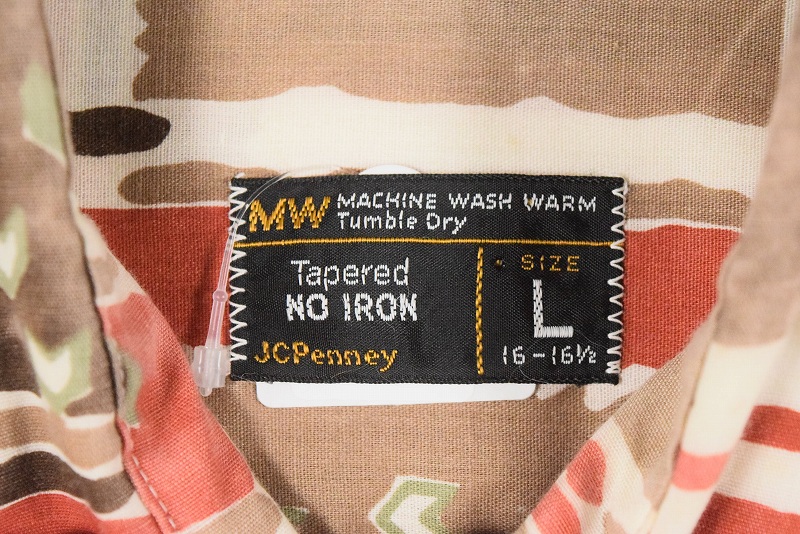 MW MACHINE WASH WARM
Tumble Dry
Tapered
NO IRON
JCPenney
SIZE
L
16-16½